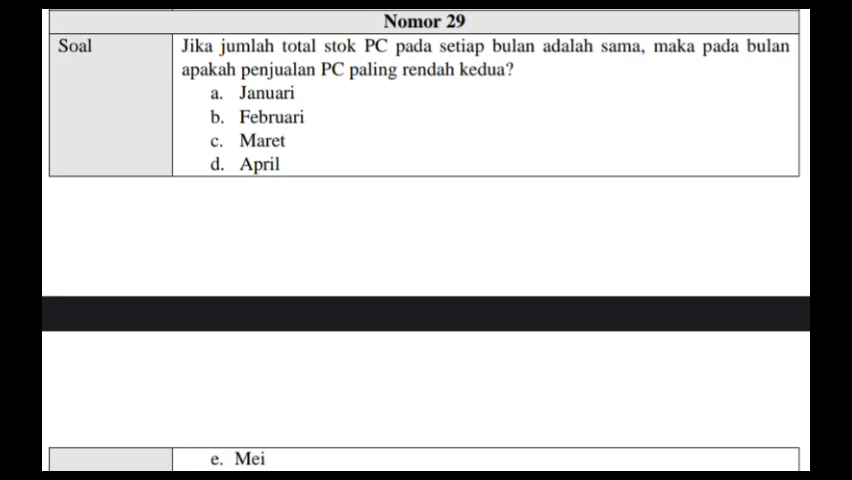 Nomor 29
Soal
Jika jumlah total stok PC pada setiap bulan adalah sama, maka pada bulan
apakah penjualan PC paling rendah kedua?
a. Januari
b. Februari
c. Maret
d. April
e. Mei